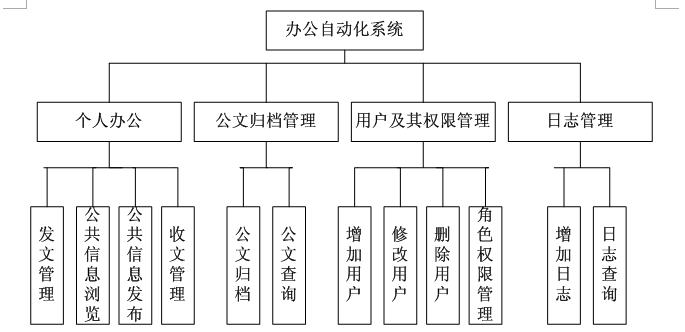 办公自动化系统
个人办公
公文归档管理
用户及其权限管理
日志管理
发文管理
公共信息浏览
公共信息发布
收文管理
公文归档
公文查询
增加用户
修改用户
删除用户
角色权限管理
增加日志
日志查询